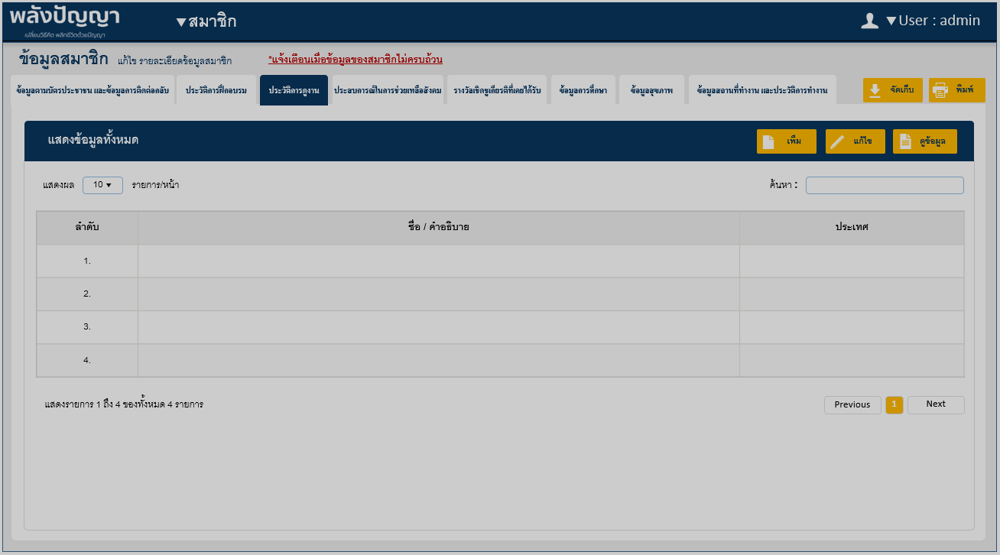 พลังปัญญา
เปลี่ยนวิธีคิด พลิกชีวิตด้วยปัญญา
▼สมาชิก
▼User : admin
ข้อมูลสมาชิก แก้ไข รายละเอียดข้อมูลสมาชิก *แจ้งเตือนเมื่อข้อมูลของสมาชิกไม่ครบถ้วน
ข้อมูลตามบัตรประชาชน และข้อมูลการติดต่อกลับ ประวัติการฝึกอบรม ประวัติการดูงาน ประสบการณ์ในการช่วยเหลือสังคม รางวัลเชิดชูเกียรติที่เคยได้รับ ข้อมูลการศึกษา ข้อมูลสุขภาพ ข้อมูลสถานที่ทำงาน และประวัติการทำงาน จัดเก็บ พิมพ์
แสดงข้อมูลทั้งหมด เพิ่ม แก้ไข ดูข้อมูล
แสดงผล 10 ▼ รายการ/หน้า ค้นหา :
ลำดับ ชื่อ / คำอธิบาย ประเทศ
1.
2.
3.
4.
แสดงรายการ 1 ถึง 4 ของทั้งหมด 4 รายการ Previous 1 Next